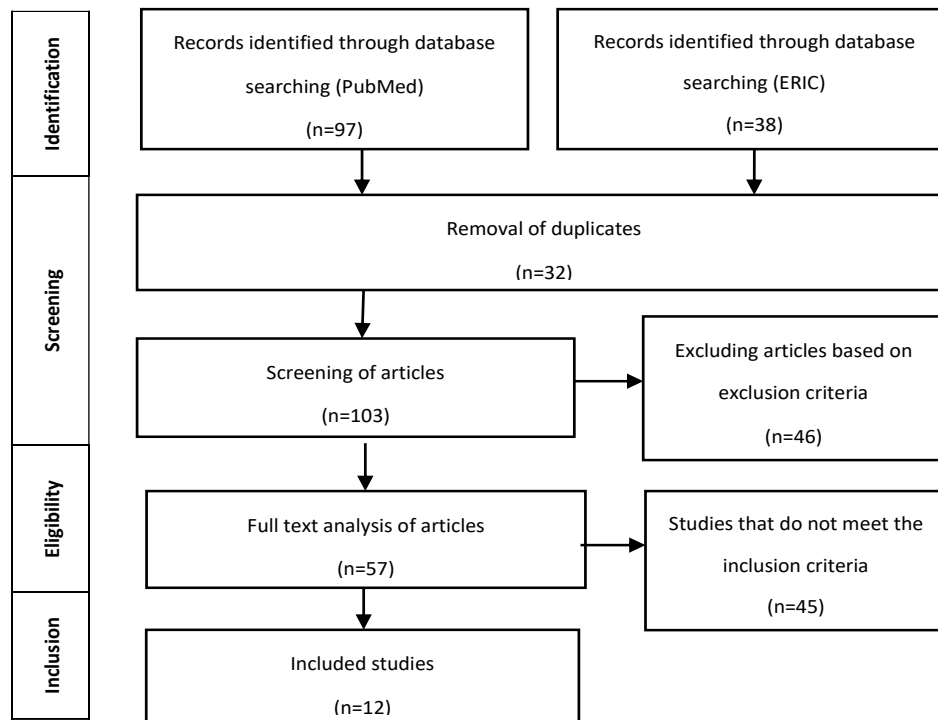 Identification
Records identified through database
searching (PubMed)
(n=97)
Records identified through database
searching (ERIC)
(n=38)
Screening
Removal of duplicates
(n=32)
Screening of articles
(n=103)
Excluding articles based on
exclusion criteria
(n=46)
Eligibility
Full text analysis of articles
(n=57)
Studies that do not meet the
inclusion criteria
(n=45)
Inclusion
Included studies
(n=12)